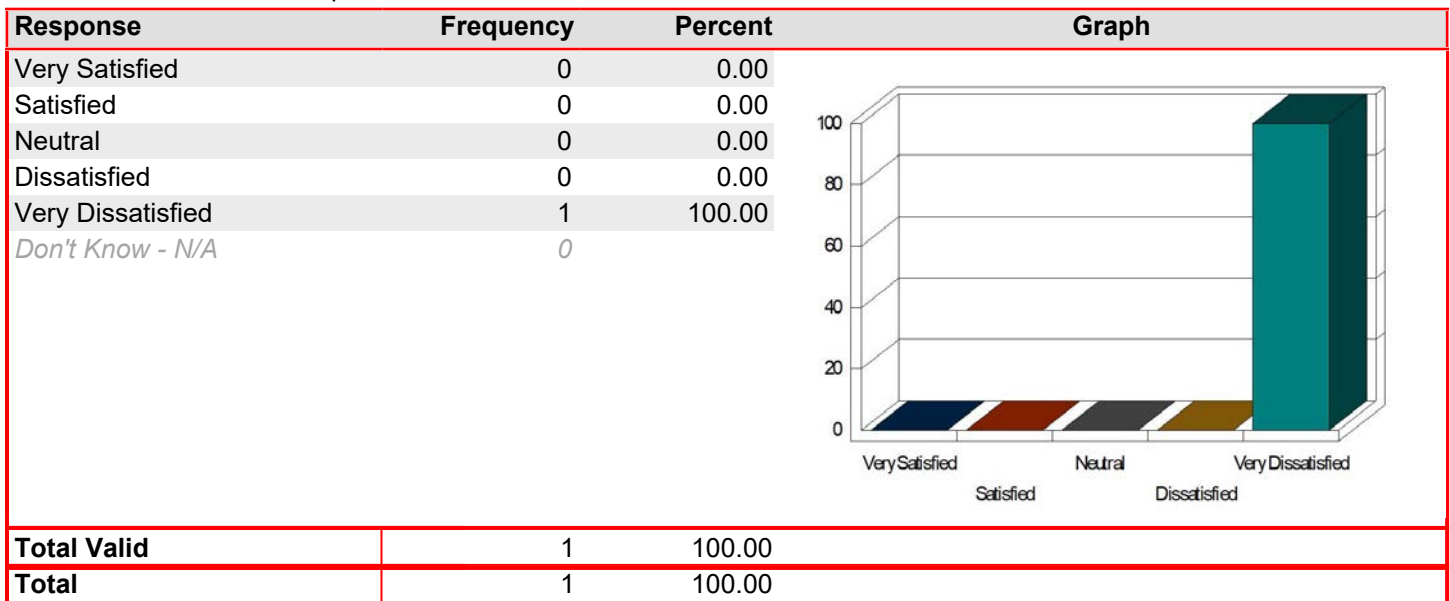 Response Frequency Percent Graph
Very Satisfied 0 0.00
Satisfied 0 0.00
Neutral 0 0.00
Dissatisfied 0 0.00
Very Dissatisfied 1 100.00
Don't Know - N/A 0
100
80
60
40
20
0
Very Satisfied Neutral Very Dissatisfied
Satisfied Dissatisfied
Total Valid 1 100.00
Total 1 100.00